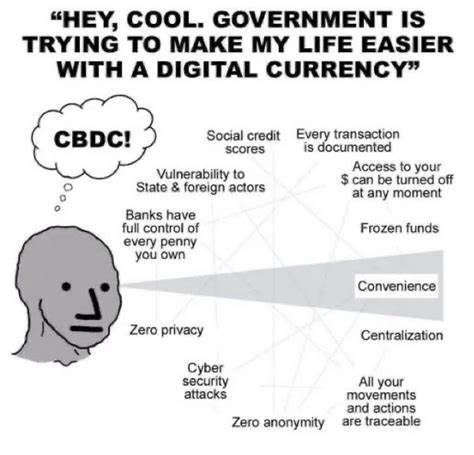 “HEY, COOL. GOVERNMENT IS
TRYING TO MAKE MY LIFE EASIER
WITH A DIGITAL CURRENCY”
CBDC!
Social credit
scores
Every transaction
is documented
Vulnerability to
State & foreign actors
Access to your
$ can be turned off
at any moment
Banks have
full control of
every penny
you own
Frozen funds
Convenience
Zero privacy
Centralization
Cyber
security
attacks
All your
movements
and actions
are traceable
Zero anonymity